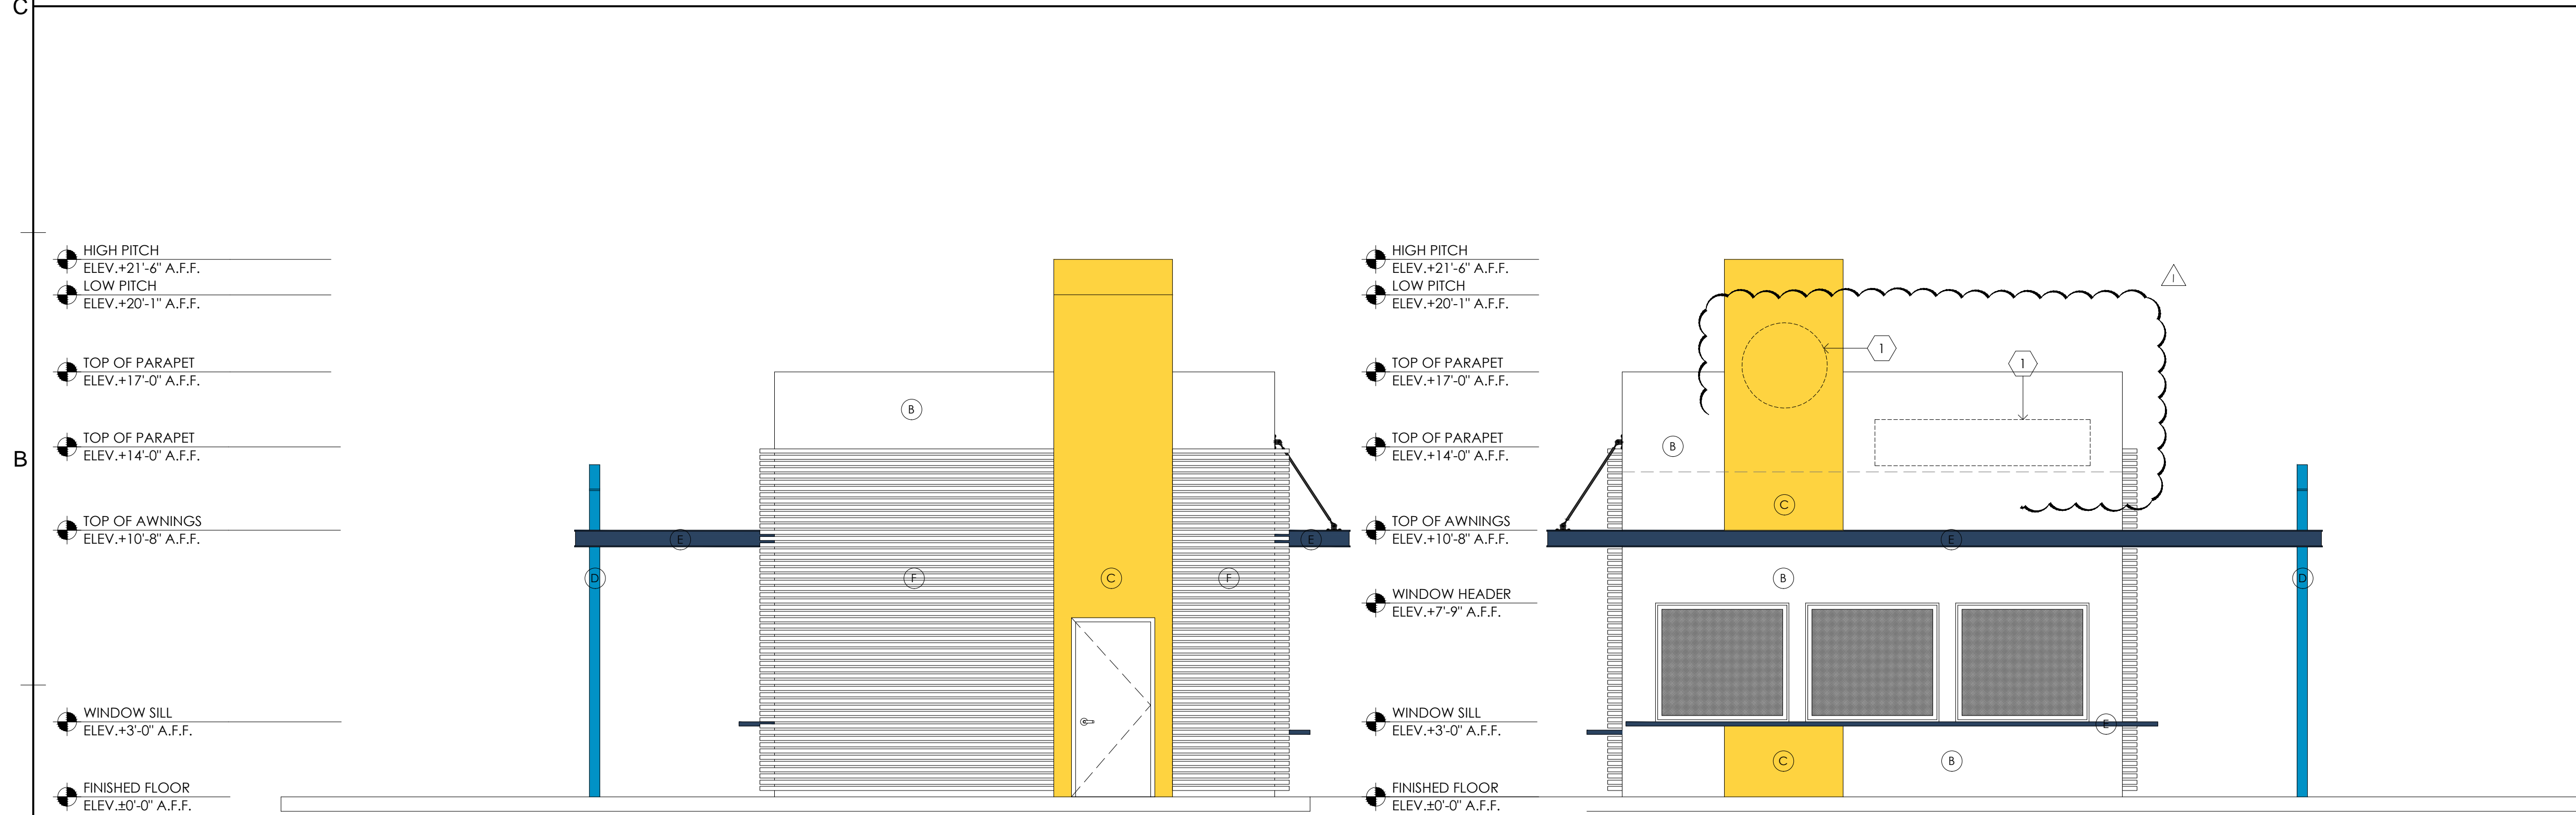 C
B
HIGH PITCH
ELEV.+21'-6" A.F.F.
LOW PITCH
ELEV.+20'-1" A.F.F.
TOP OF PARAPET
ELEV.+17'-0" A.F.F.
TOP OF PARAPET
ELEV.+14'-0" A.F.F.
TOP OF AWNINGS
ELEV.+10'-8" A.F.F.
WINDOW SILL
ELEV.+3'-0" A.F.F.
FINISHED FLOOR
ELEV.±0'-0" A.F.F.
B
E
E
D
F
C
F
HIGH PITCH
ELEV.+21'-6" A.F.F.
LOW PITCH
ELEV.+20'-1" A.F.F.
TOP OF PARAPET
ELEV.+17'-0" A.F.F.
TOP OF PARAPET
ELEV.+14'-0" A.F.F.
TOP OF AWNINGS
ELEV.+10'-8" A.F.F.
WINDOW HEADER
ELEV.+7'-9" A.F.F.
WINDOW SILL
ELEV.+3'-0" A.F.F.
FINISHED FLOOR
ELEV.±0'-0" A.F.F.
1
1
1
B
C
E
B
D
E
C
B